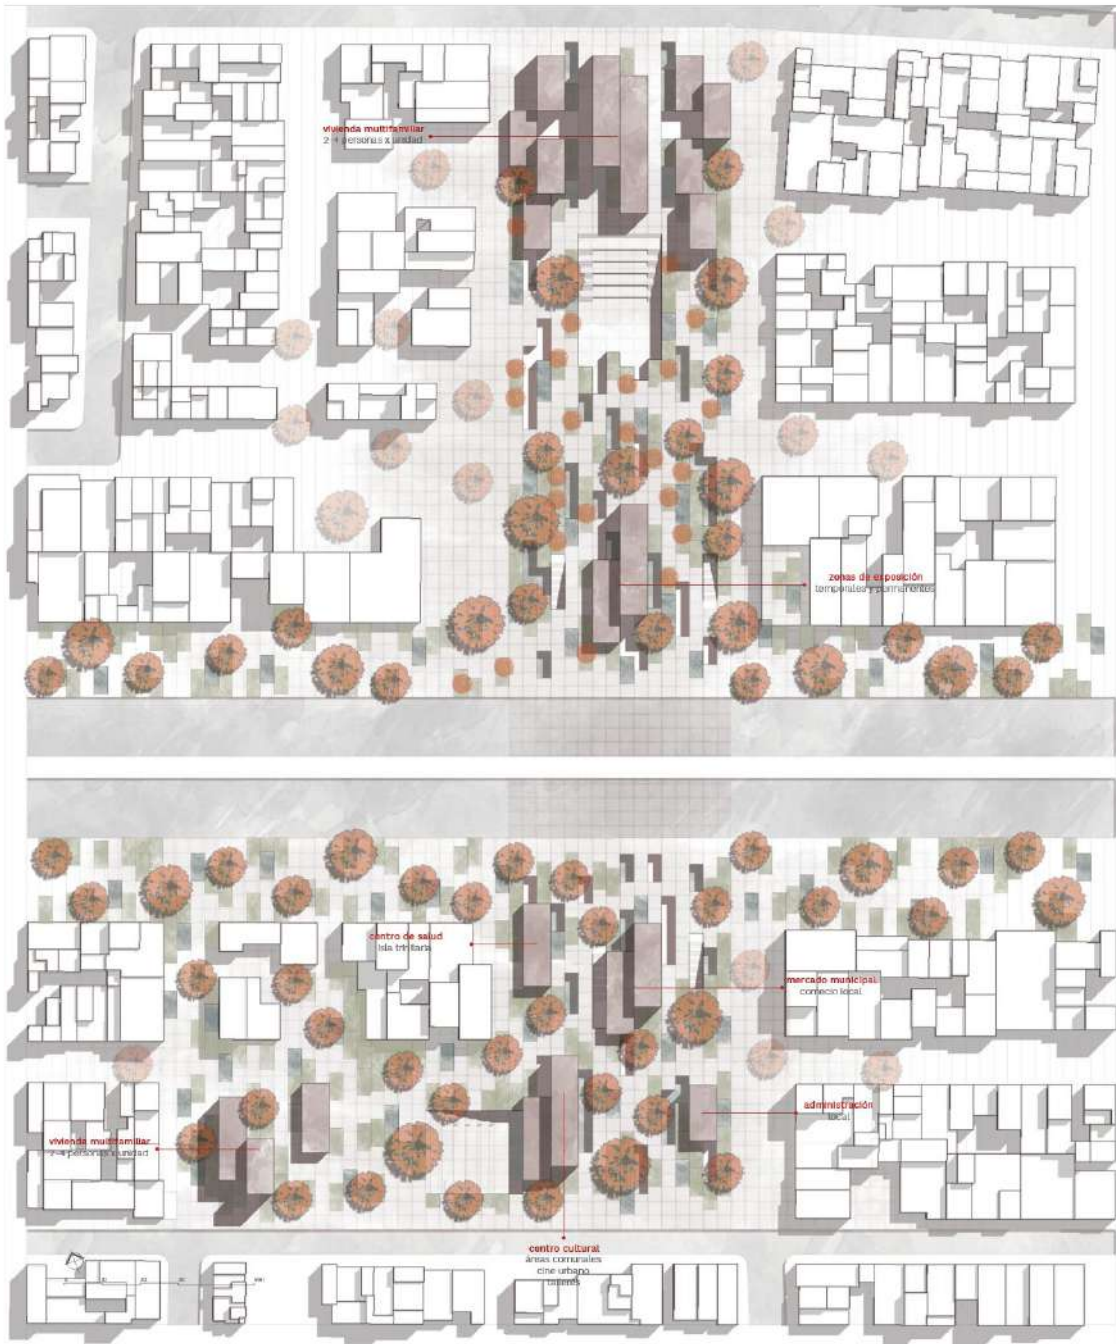 vivienda multifamiliar
2-4 personas x unidad
zonas de exposición
temporales y permanentes
centro de salud
isla trinitaria
mercado municipal
comecio local
administración
local
vivienda multifamiliar
2-4 personas x unidad
centro cultural
áreas comunales
cine urbano
talleres